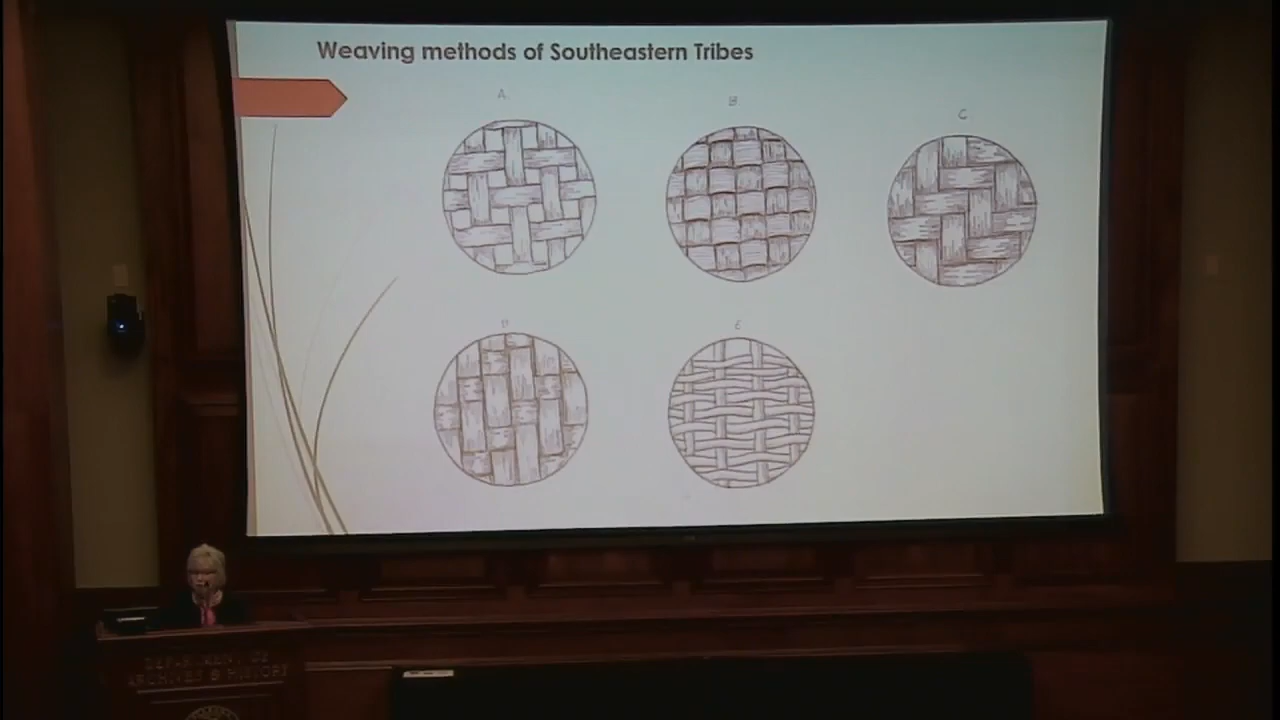 Weaving methods of Southeastern Tribes
A
B
C
D
E
DEPARTMENT OF
ARCHIVES & HISTORY